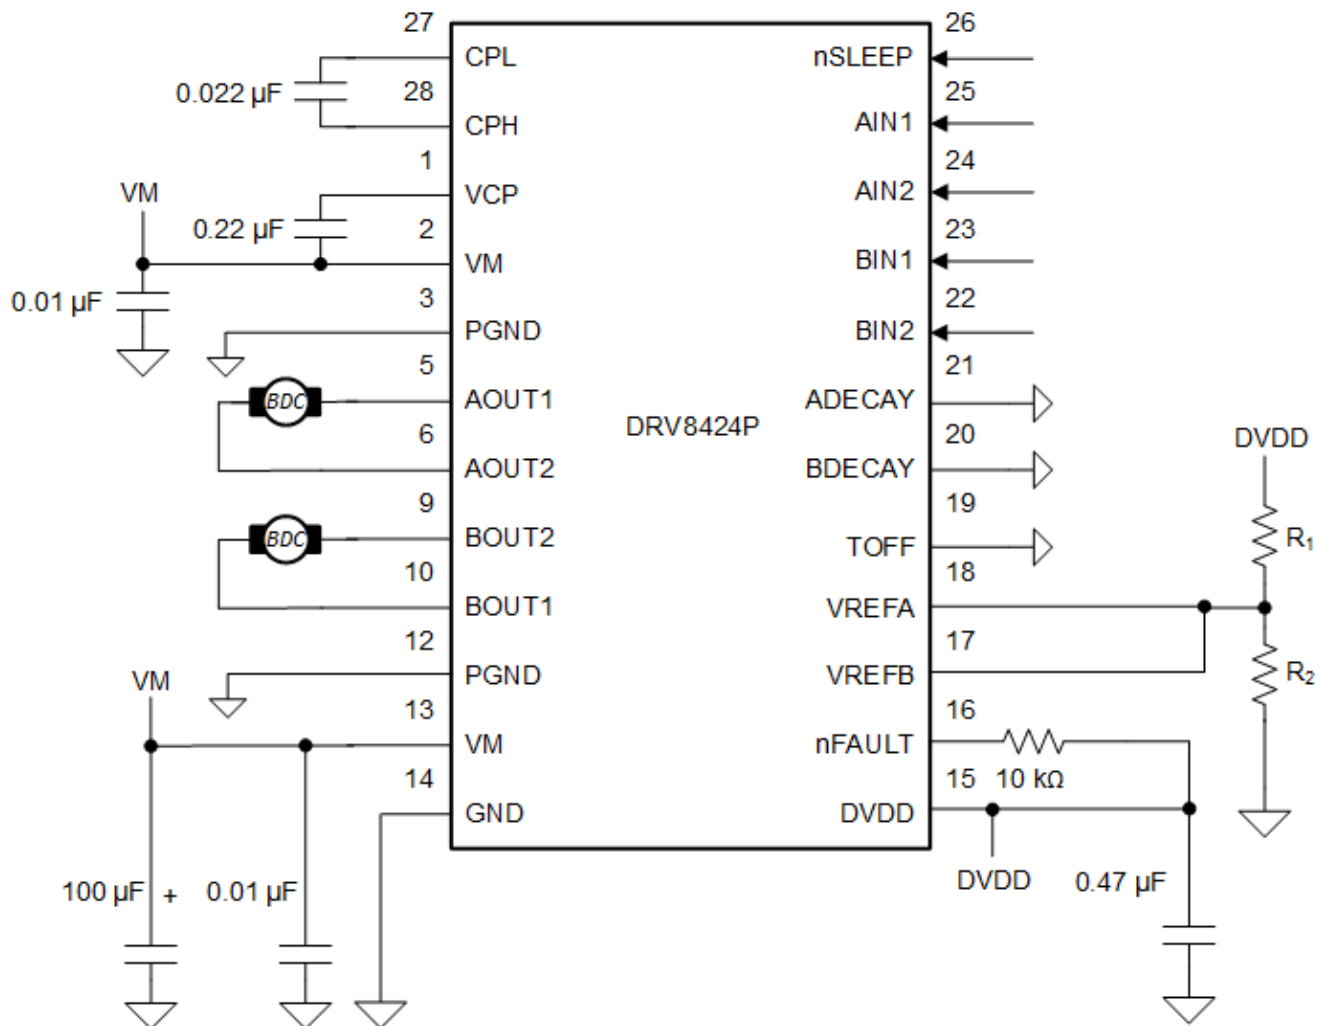 27
CPL
0.022 µF
28
CPH
1
VM
VCP
0.22 µF
2
VM
0.01 µF
3
PGND
5
BDC
AOUT1
6
AOUT2
9
BDC
BOUT2
10
BOUT1
12
PGND
VM
13
VM
14
GND
100 µF +
0.01 µF
DRV8424P
26
nSLEEP
25
AIN1
24
AIN2
23
BIN1
22
BIN2
21
ADECAY
20
BDECAY
19
TOFF
18
VREFA
17
VREFB
16
nFAULT
10 kΩ
15
DVDD
DVDD
0.47 µF
DVDD
R1
R2